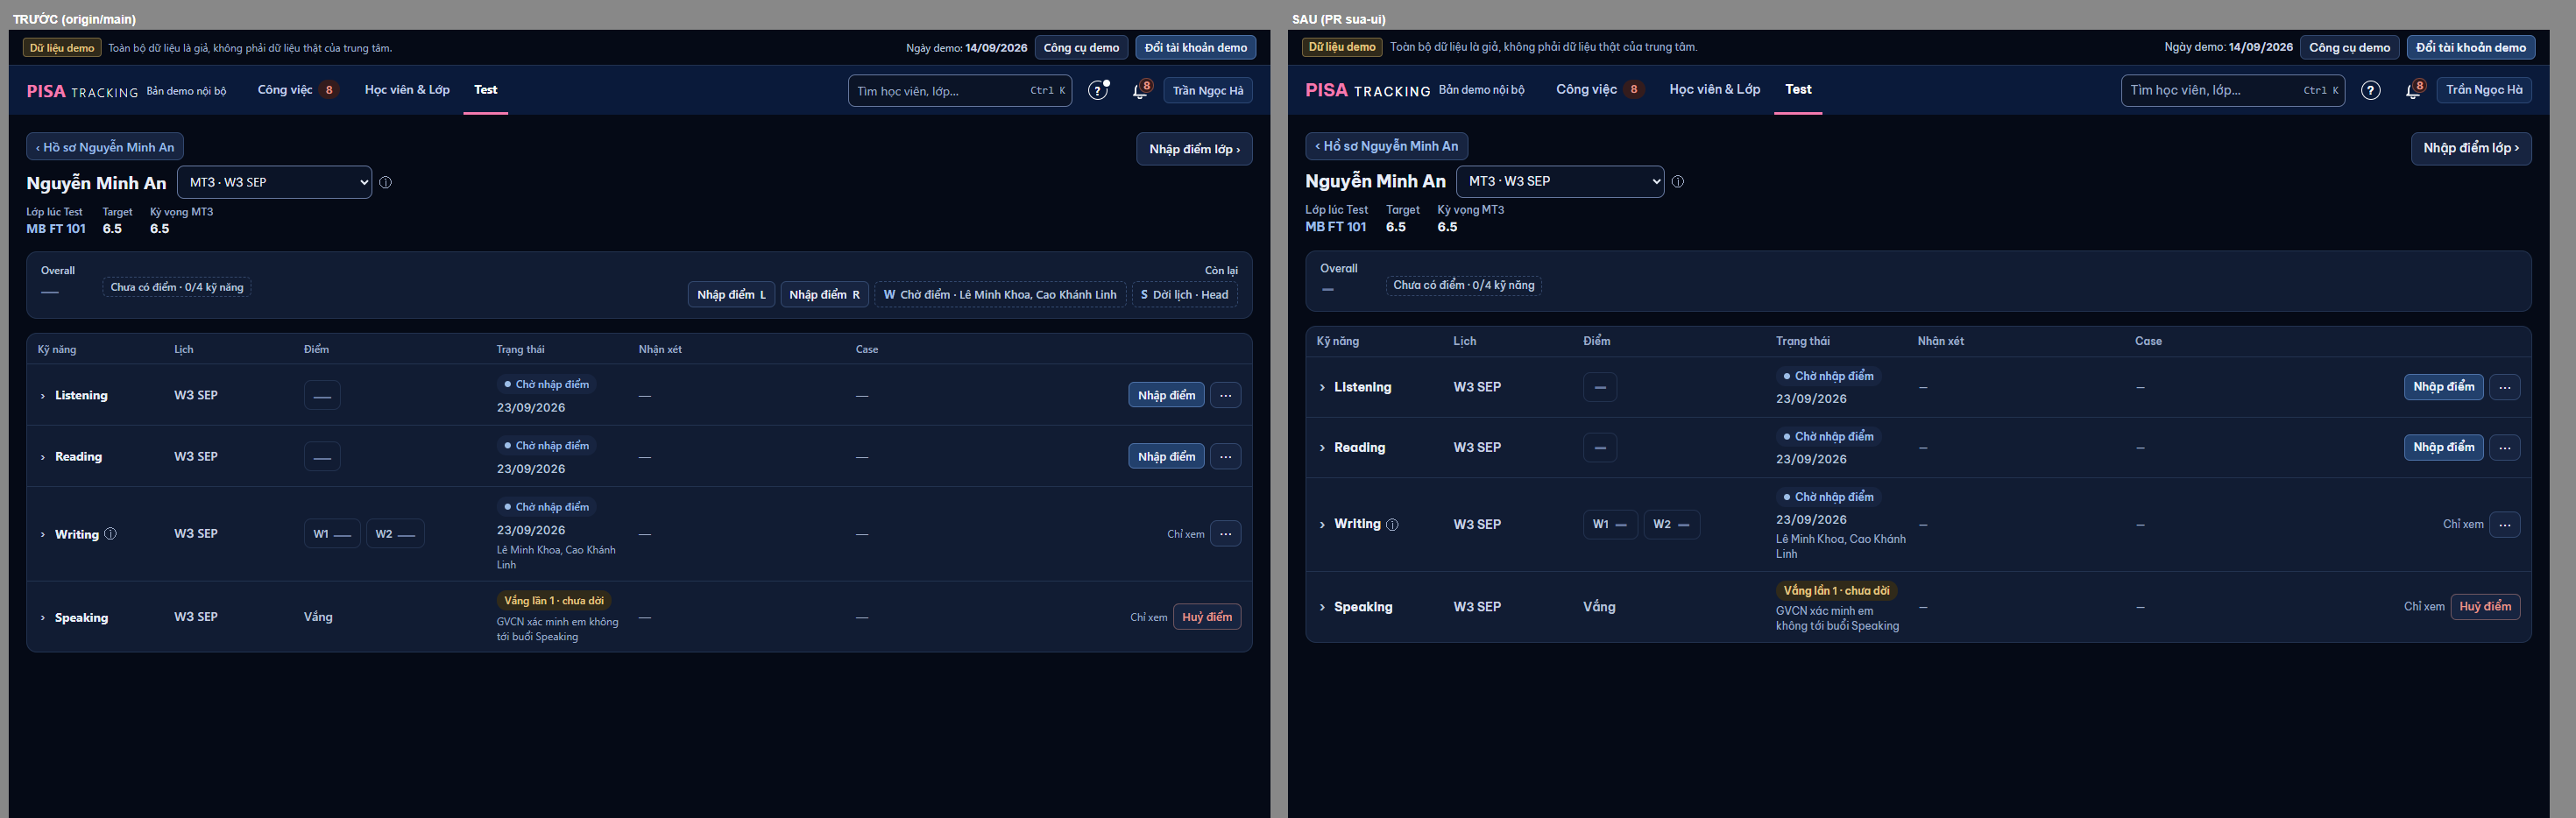 TRƯỚC (origin/main)
Dữ liệu demo Toàn bộ dữ liệu là giả, không phải dữ liệu thật của trung tâm. Ngày demo: 14/09/2026 Công cụ demo Đổi tài khoản demo
PISA TRACKING Bản demo nội bộ Công việc 8 Học viên & Lớp Test Tìm học viên, lớp... Ctrl K ? 8 Trần Ngọc Hà
‹ Hồ sơ Nguyễn Minh An Nhập điểm lớp ›
Nguyễn Minh An MT3 · W3 SEP
Lớp lúc Test Target Kỳ vọng MT3
MB FT 101 6.5 6.5
Overall Còn lại
— Chưa có điểm · 0/4 kỹ năng Nhập điểm L Nhập điểm R W Chờ điểm · Lê Minh Khoa, Cao Khánh Linh S Dời lịch · Head
Kỹ năng Lịch Điểm Trạng thái Nhận xét Case
› Listening W3 SEP — Chờ nhập điểm — — Nhập điểm ...
23/09/2026
› Reading W3 SEP — Chờ nhập điểm — — Nhập điểm ...
23/09/2026
› Writing W3 SEP W1 — W2 — Chờ nhập điểm — — Chỉ xem ...
23/09/2026
Lê Minh Khoa, Cao Khánh
Linh
› Speaking W3 SEP Vắng Vắng lần 1 · chưa dời — — Chỉ xem Huỷ điểm
GVCN xác minh em không
tới buổi Speaking
SAU (PR sua-ui)
Dữ liệu demo Toàn bộ dữ liệu là giả, không phải dữ liệu thật của trung tâm. Ngày demo: 14/09/2026 Công cụ demo Đổi tài khoản demo
PISA TRACKING Bản demo nội bộ Công việc 8 Học viên & Lớp Test Tìm học viên, lớp... Ctrl K ? 8 Trần Ngọc Hà
‹ Hồ sơ Nguyễn Minh An Nhập điểm lớp ›
Nguyễn Minh An MT3 · W3 SEP
Lớp lúc Test Target Kỳ vọng MT3
MB FT 101 6.5 6.5
Overall
— Chưa có điểm · 0/4 kỹ năng
Kỹ năng Lịch Điểm Trạng thái Nhận xét Case
› Listening W3 SEP — Chờ nhập điểm — — Nhập điểm ...
23/09/2026
› Reading W3 SEP — Chờ nhập điểm — — Nhập điểm ...
23/09/2026
› Writing W3 SEP W1 — W2 — Chờ nhập điểm — — Chỉ xem ...
23/09/2026
Lê Minh Khoa, Cao Khánh
Linh
› Speaking W3 SEP Vắng Vắng lần 1 · chưa dời — — Chỉ xem Huỷ điểm
GVCN xác minh em
không tới buổi Speaking